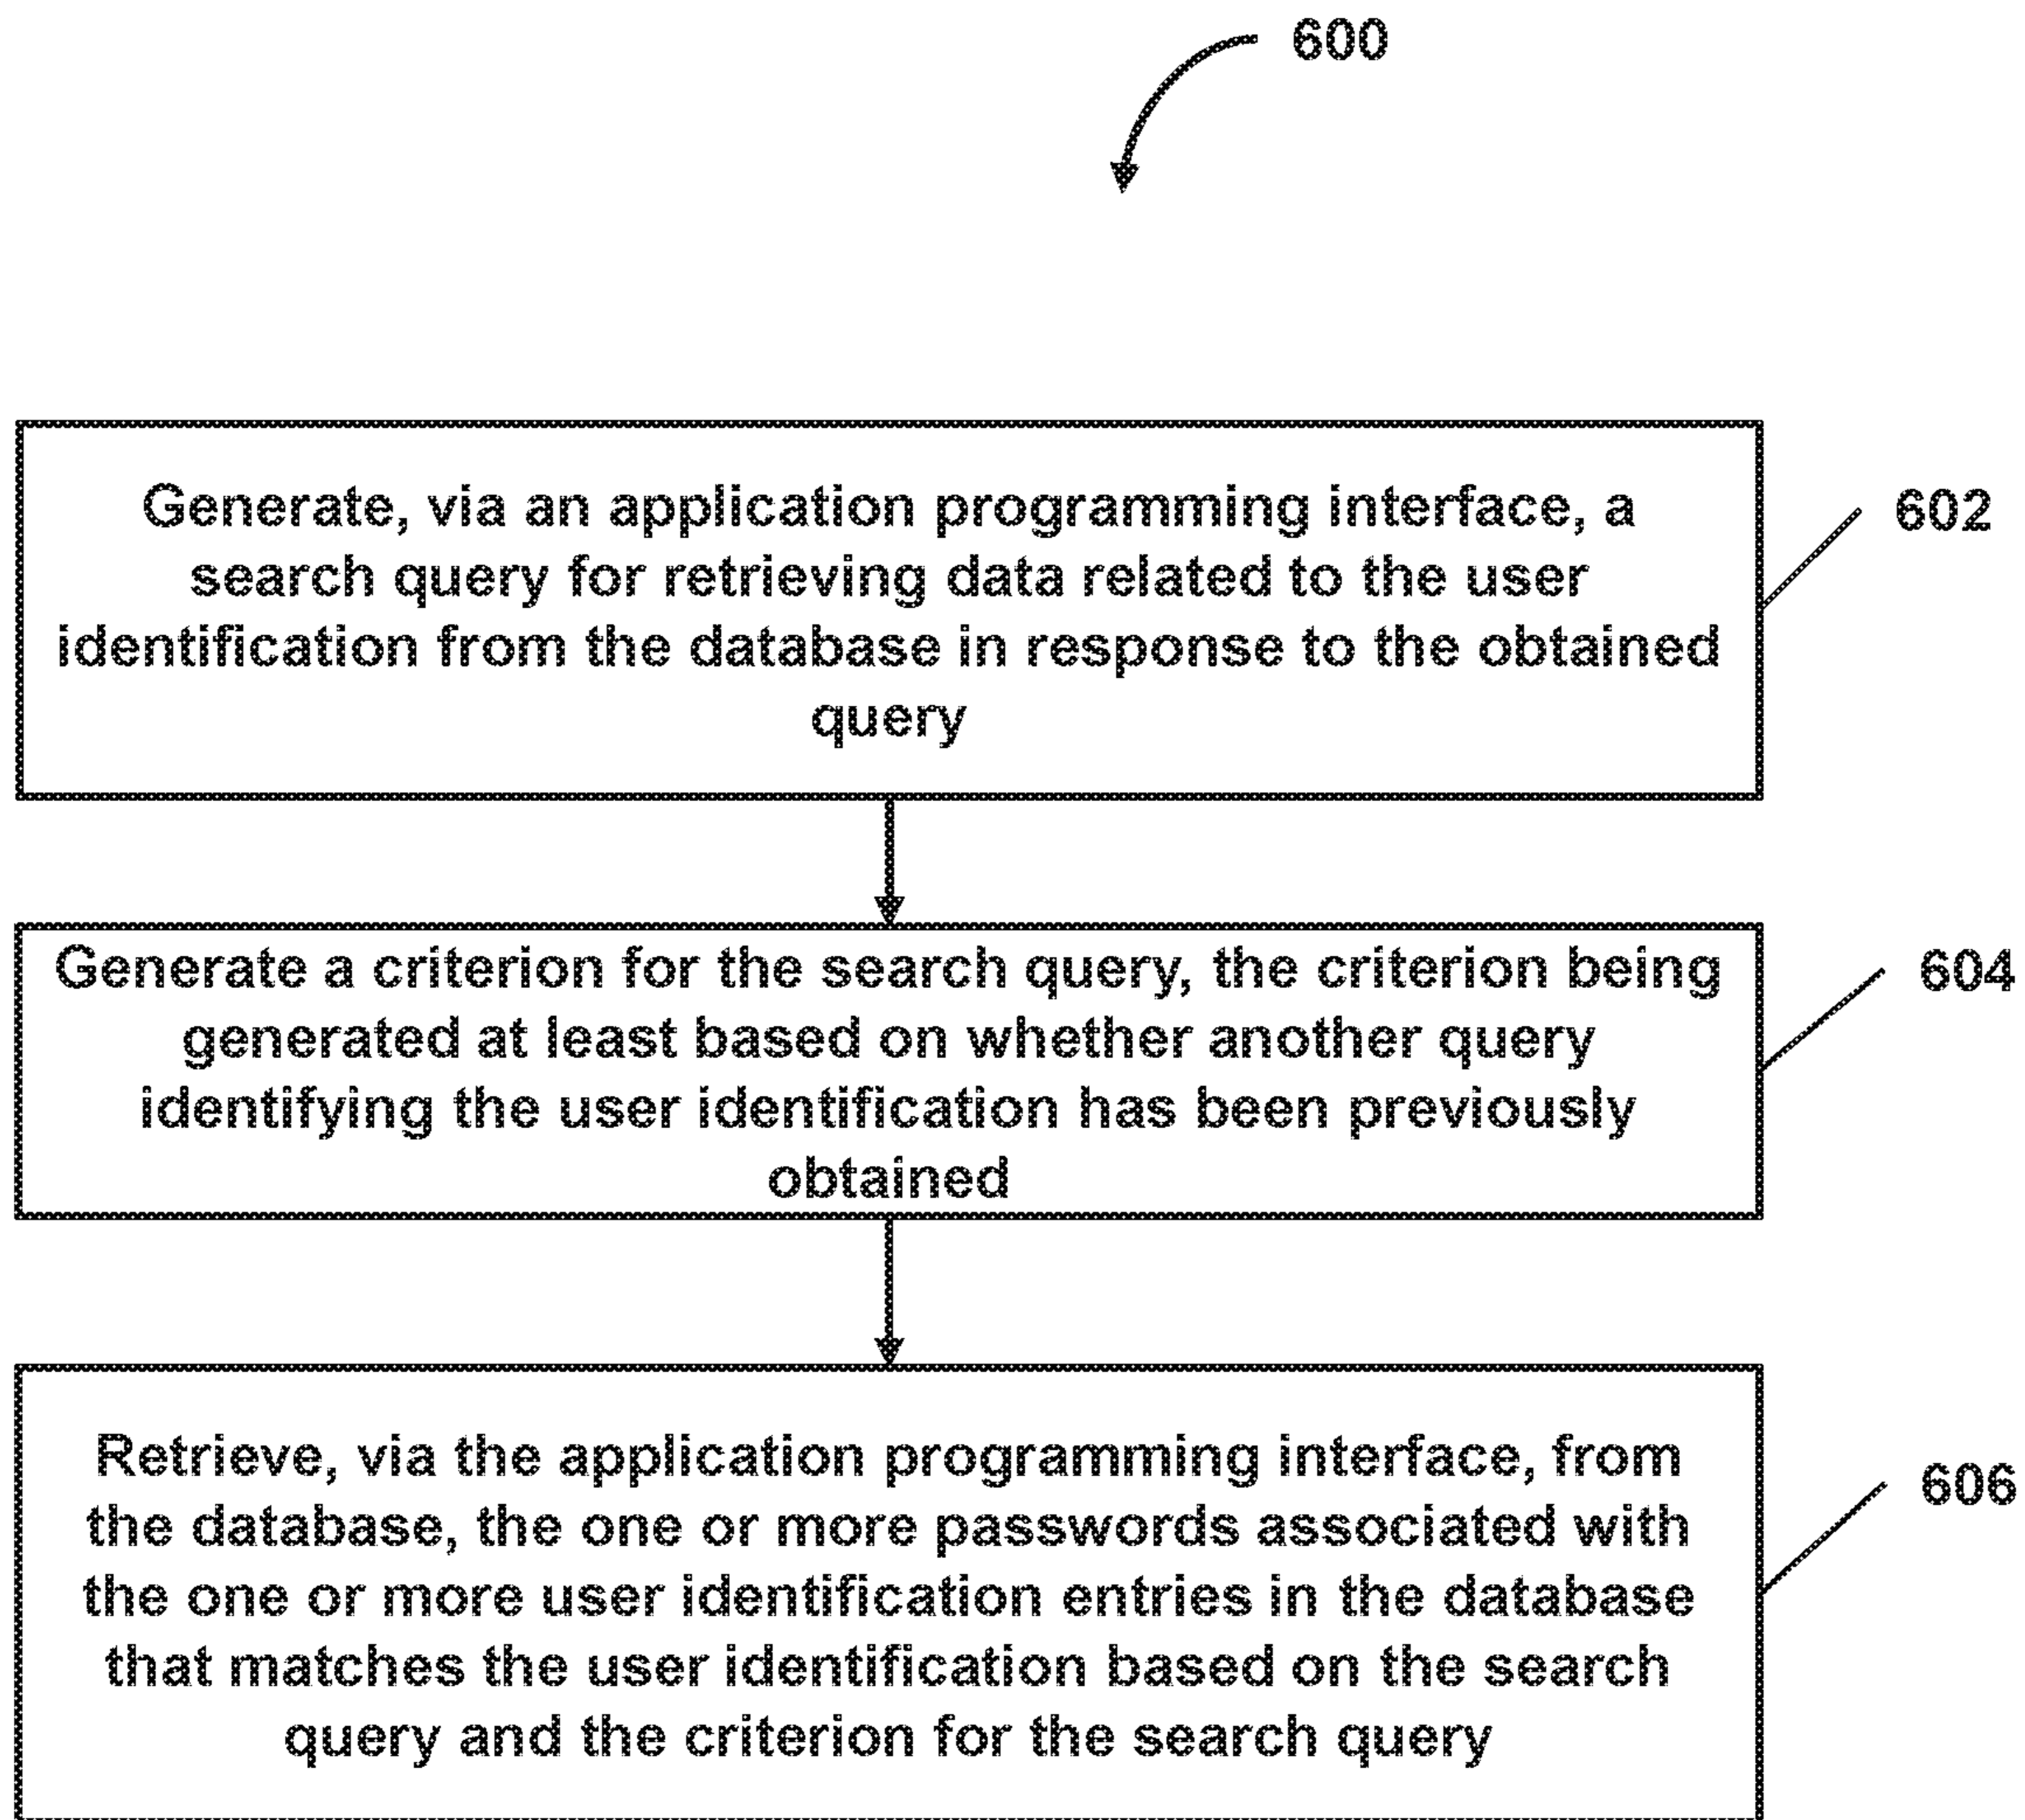 600
Generate, via an application programming interface, a
search query for retrieving data related to the user
identification from the database in response to the obtained
query
602
Generate a criterion for the search query, the criterion being
generated at least based on whether another query
identifying the user identification has been previously
obtained
604
Retrieve, via the application programming interface, from
the database, the one or more passwords associated with
the one or more user identification entries in the database
that matches the user identification based on the search
query and the criterion for the search query
606